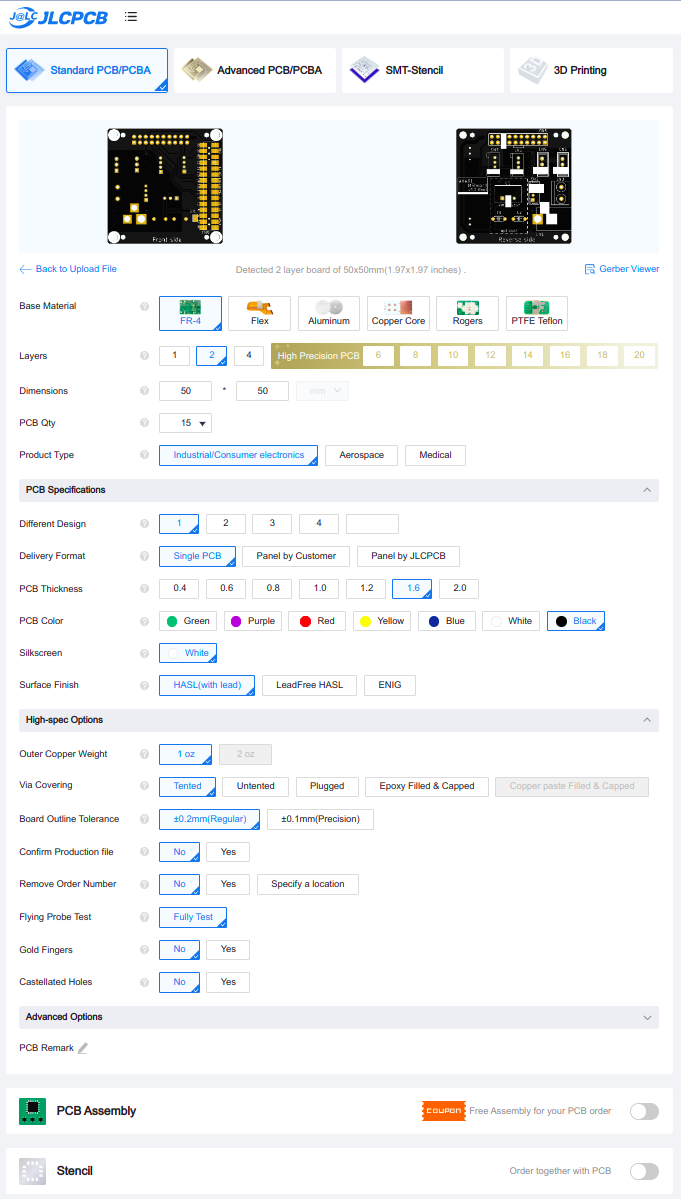 J@LC JLCPCB
Standard PCB/PCBA
Advanced PCB/PCBA
SMT-Stencil
3D Printing
Front side
Reverse side
Back to Upload File
Detected 2 layer board of 50x50mm(1.97x1.97 inches) .
Gerber Viewer
Base Material
FR-4
Flex
Aluminum
Copper Core
Rogers
PTFE Teflon
Layers
1
2
4
High Precision PCB
6
8
10
12
14
16
18
20
Dimensions
50
*
50
mm
PCB Qty
15
Product Type
Industrial/Consumer electronics
Aerospace
Medical
PCB Specifications
Different Design
1
2
3
4
Delivery Format
Single PCB
Panel by Customer
Panel by JLCPCB
PCB Thickness
0.4
0.6
0.8
1.0
1.2
1.6
2.0
PCB Color
Green
Purple
Red
Yellow
Blue
White
Black
Silkscreen
White
Surface Finish
HASL(with lead)
LeadFree HASL
ENIG
High-spec Options
Outer Copper Weight
1 oz
2 oz
Via Covering
Tented
Untented
Plugged
Epoxy Filled & Capped
Copper paste Filled & Capped
Board Outline Tolerance
±0.2mm(Regular)
±0.1mm(Precision)
Confirm Production file
No
Yes
Remove Order Number
No
Yes
Specify a location
Flying Probe Test
Fully Test
Gold Fingers
No
Yes
Castellated Holes
No
Yes
Advanced Options
PCB Remark
PCB Assembly
COUPON
Free Assembly for your PCB order
Stencil
Order together with PCB